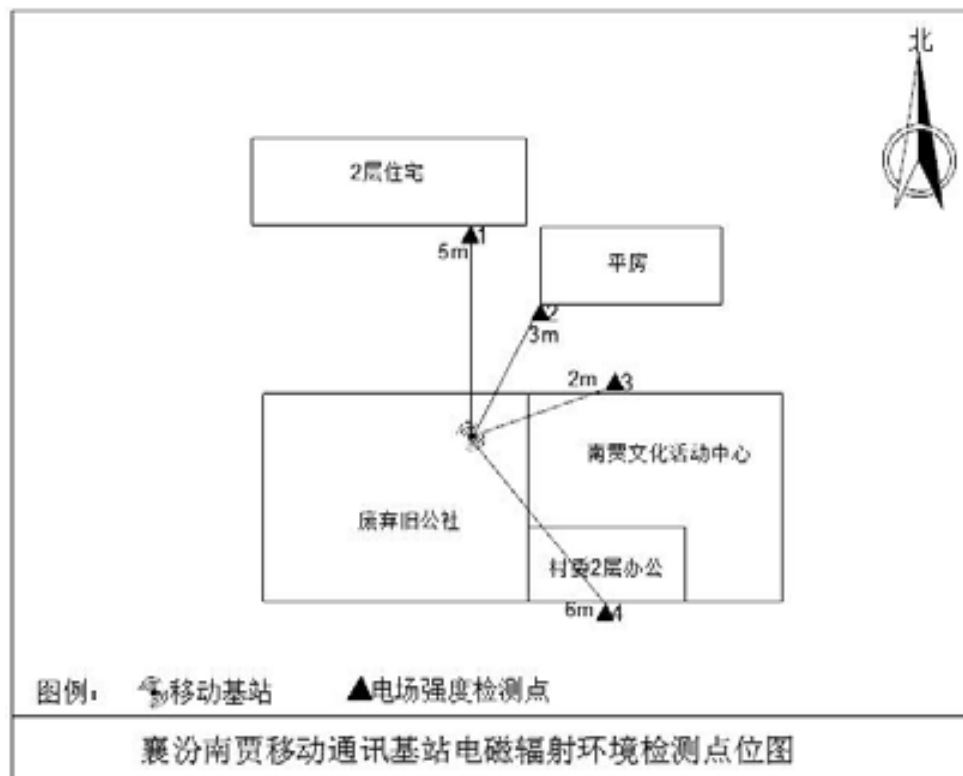 北
2层住宅
1
5m
平房
2
3m
2m
3
南贾文化活动中心
废弃旧公社
村委2层办公
6m
4
图例：
移动基站
电场强度检测点
襄汾南贾移动通讯基站电磁辐射环境检测点位图